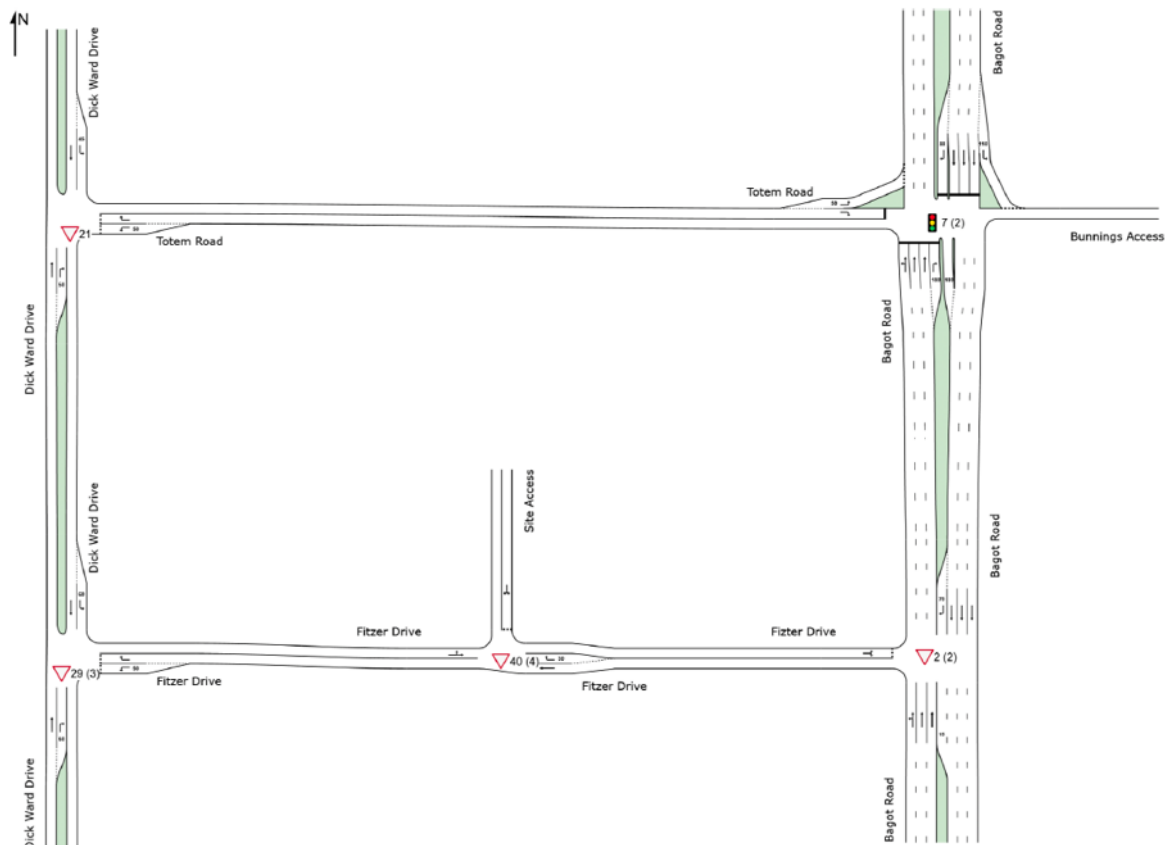 N
Dick Ward Drive
Bagot Road
Totem Road
7 (2)
Bunnings Access
21
Totem Road
Dick Ward Drive
Bagot Road
Site Access
Dick Ward Drive
Bagot Road
Fitzer Drive
Fizter Drive
40 (4)
2 (2)
29 (3)
Fitzer Drive
Fitzer Drive
Dick Ward Drive
Bagot Road